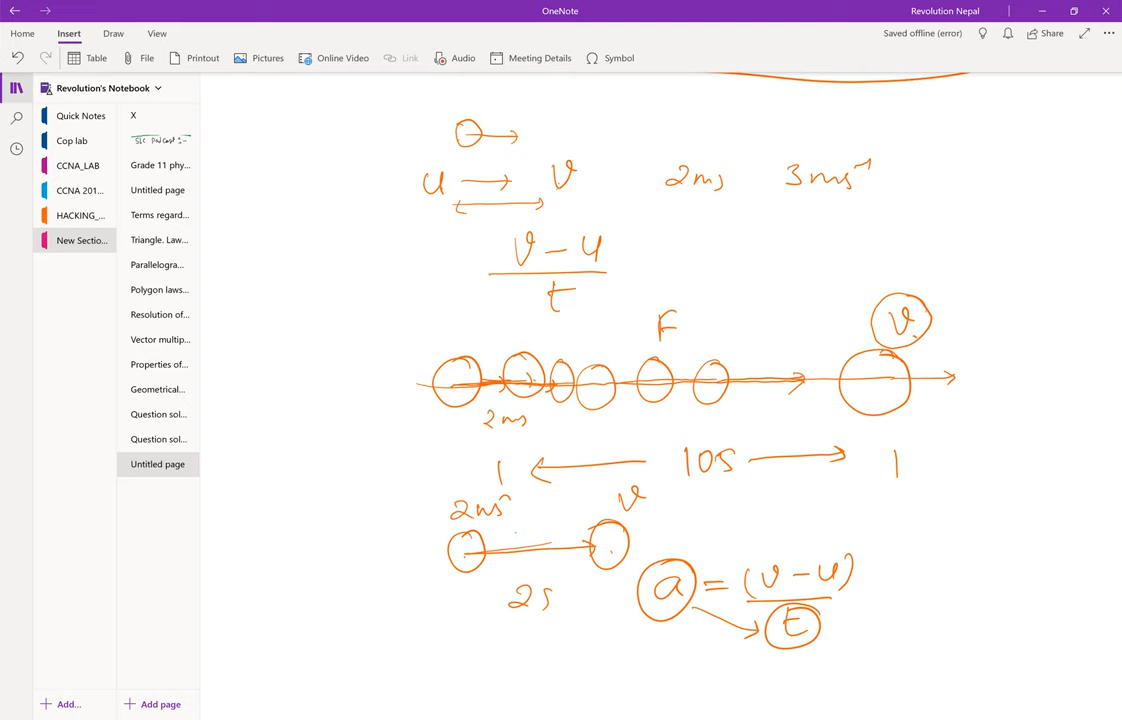 OneNote
Revolution Nepal
Home Insert Draw View
Saved offline (error) Share
Table File Printout Pictures Online Video Link Audio Meeting Details Symbol
Revolution's Notebook
Quick Notes
Cop lab
CCNA_LAB
CCNA 201...
HACKING_...
New Sectio...
X
Grade 11 phy...
Untitled page
Terms regard...
Triangle. Law...
Parallelogra...
Polygon laws...
Resolution of...
Vector multip...
Properties of...
Geometrical...
Question sol...
Question sol...
Untitled page
Add...
Add page
u → v 2ms 3ms⁻¹
v - u
t
F
v
2ms
1 ← 10s → 1
2ms⁻
v
2s
a = (v - u)
t